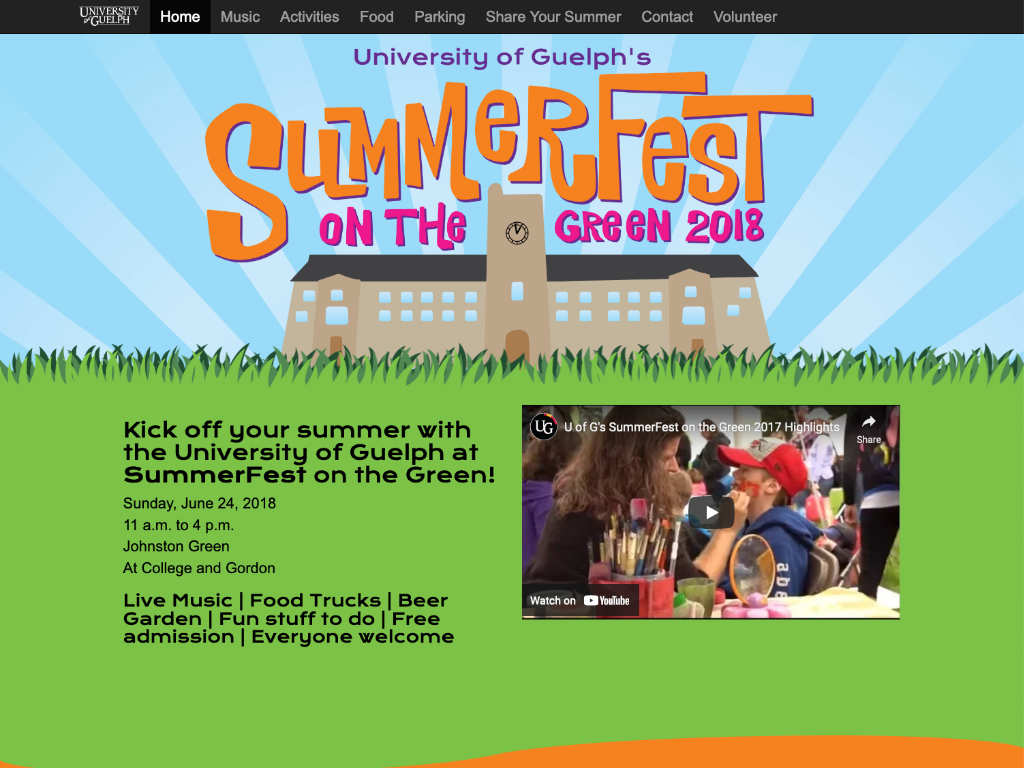 UNIVERSITY
of GUELPH
Home Music Activities Food Parking Share Your Summer Contact Volunteer
University of Guelph's
SUMMERFEST
ON THE GREEN 2018
Kick off your summer with
the University of Guelph at
SummerFest on the Green!
Sunday, June 24, 2018
11 a.m. to 4 p.m.
Johnston Green
At College and Gordon
Live Music | Food Trucks | Beer
Garden | Fun stuff to do | Free
admission | Everyone welcome
UG
U of G's SummerFest on the Green 2017 Highlights
Share
Watch on YouTube